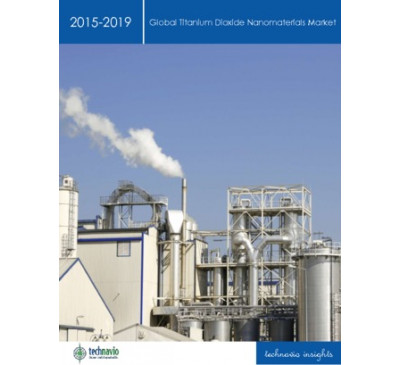 2015-2019
Global Titanium Dioxide Nanomaterials Market
technavio
technavio insights